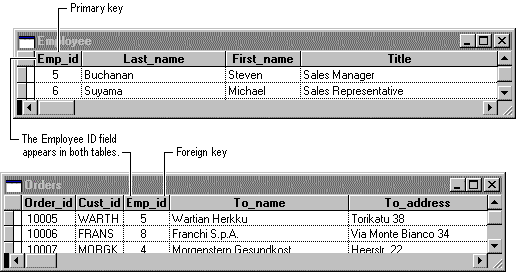 Primary key
Employee
Emp_id Last_name First_name Title
5 Buchanan Steven Sales Manager
6 Suyama Michael Sales Representative
The Employee ID field
appears in both tables.
Foreign key
Orders
Order_id Cust_id Emp_id To_name To_address
10005 WARTH 5 Wartian Herkku Torikatu 38
10006 FRANS 8 Franchi S.p.A. Via Monte Bianco 34
10007 MORGK 4 Morgenstern Gesundkost Heerstr. 22